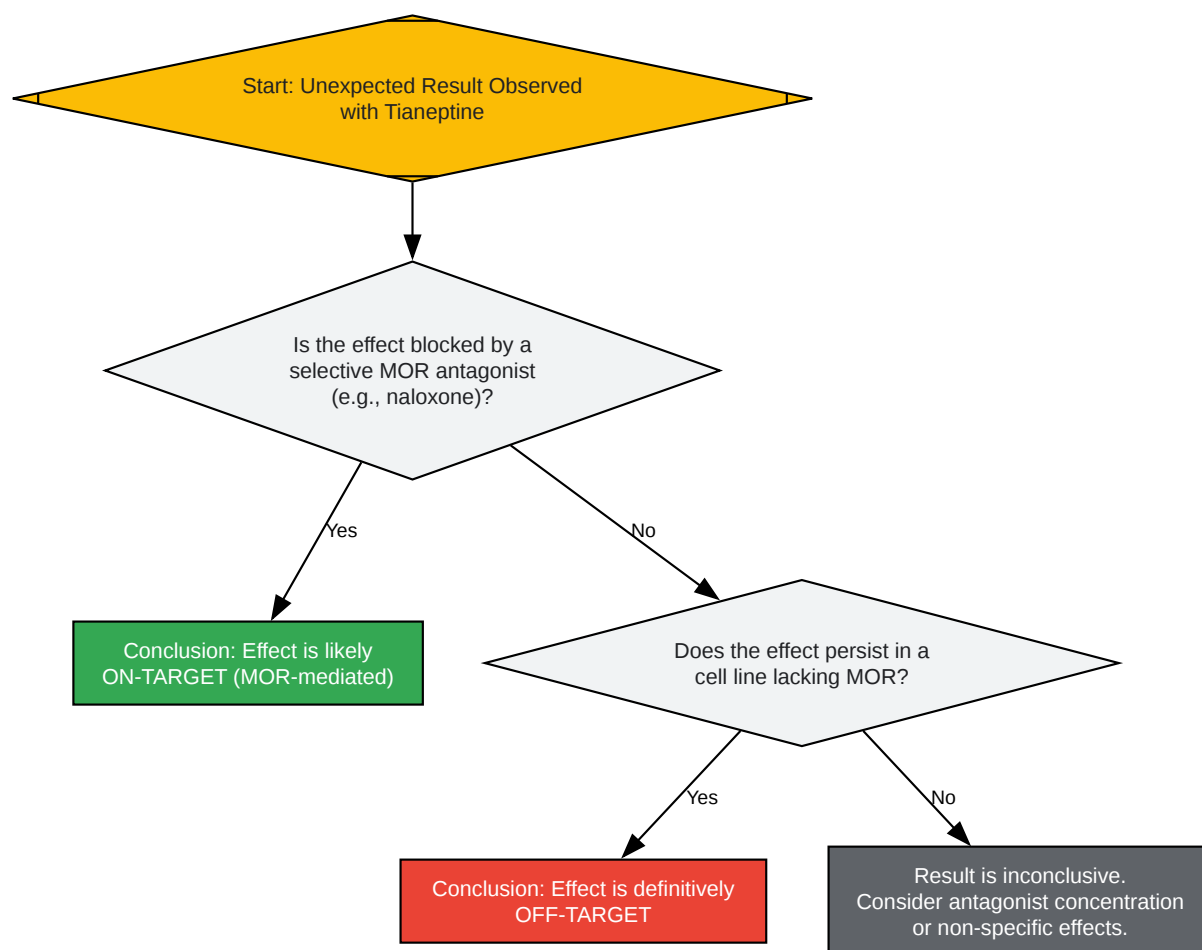 Start: Unexpected Result Observed
with Tianeptine
Is the effect blocked by a
selective MOR antagonist
(e.g., naloxone)?
Yes
No
Conclusion: Effect is likely
ON-TARGET (MOR-mediated)
Does the effect persist in a
cell line lacking MOR?
Yes
No
Conclusion: Effect is definitively
OFF-TARGET
Result is inconclusive.
Consider antagonist concentration
or non-specific effects.